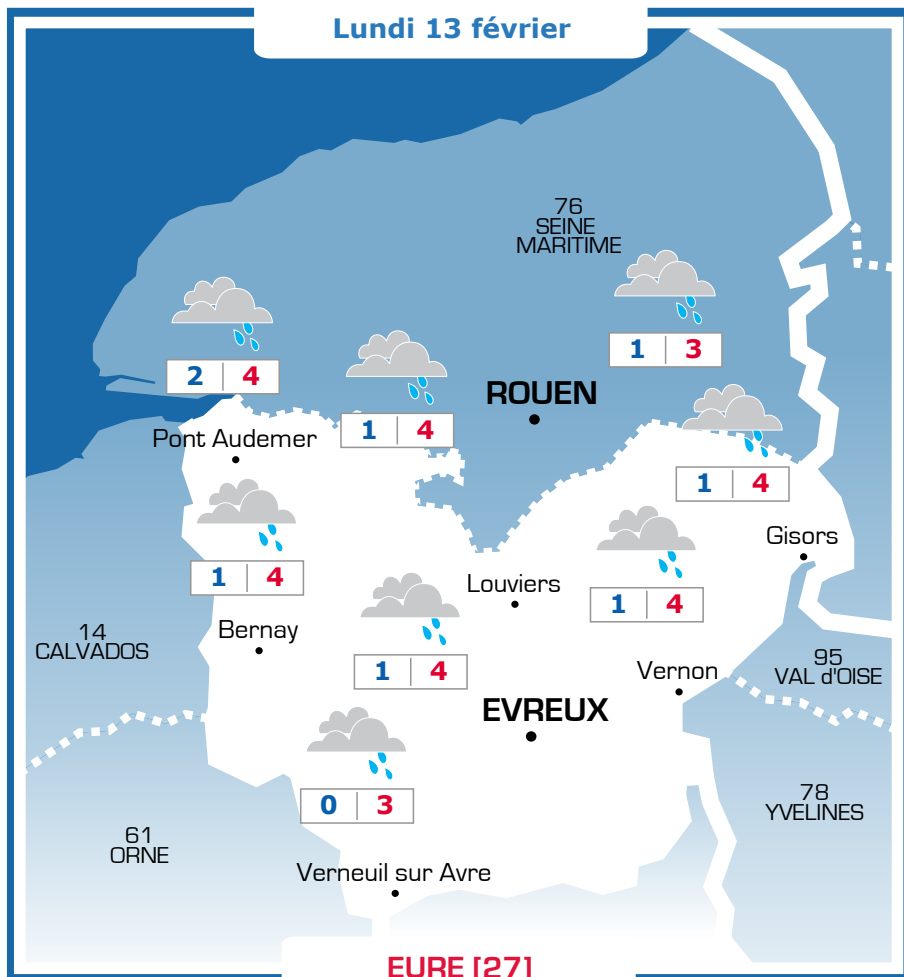 Lundi 13 février
76
SEINE
MARITIME
1 3
2 4
ROUEN
1 4
Pont Audemer
1 4
Gisors
1 4
Louviers
1 4
14
CALVADOS
Bernay
1 4
Vernon
95
VAL d'OISE
EVREUX
0 3
78
YVELINES
61
ORNE
Verneuil sur Avre
EURE [27]